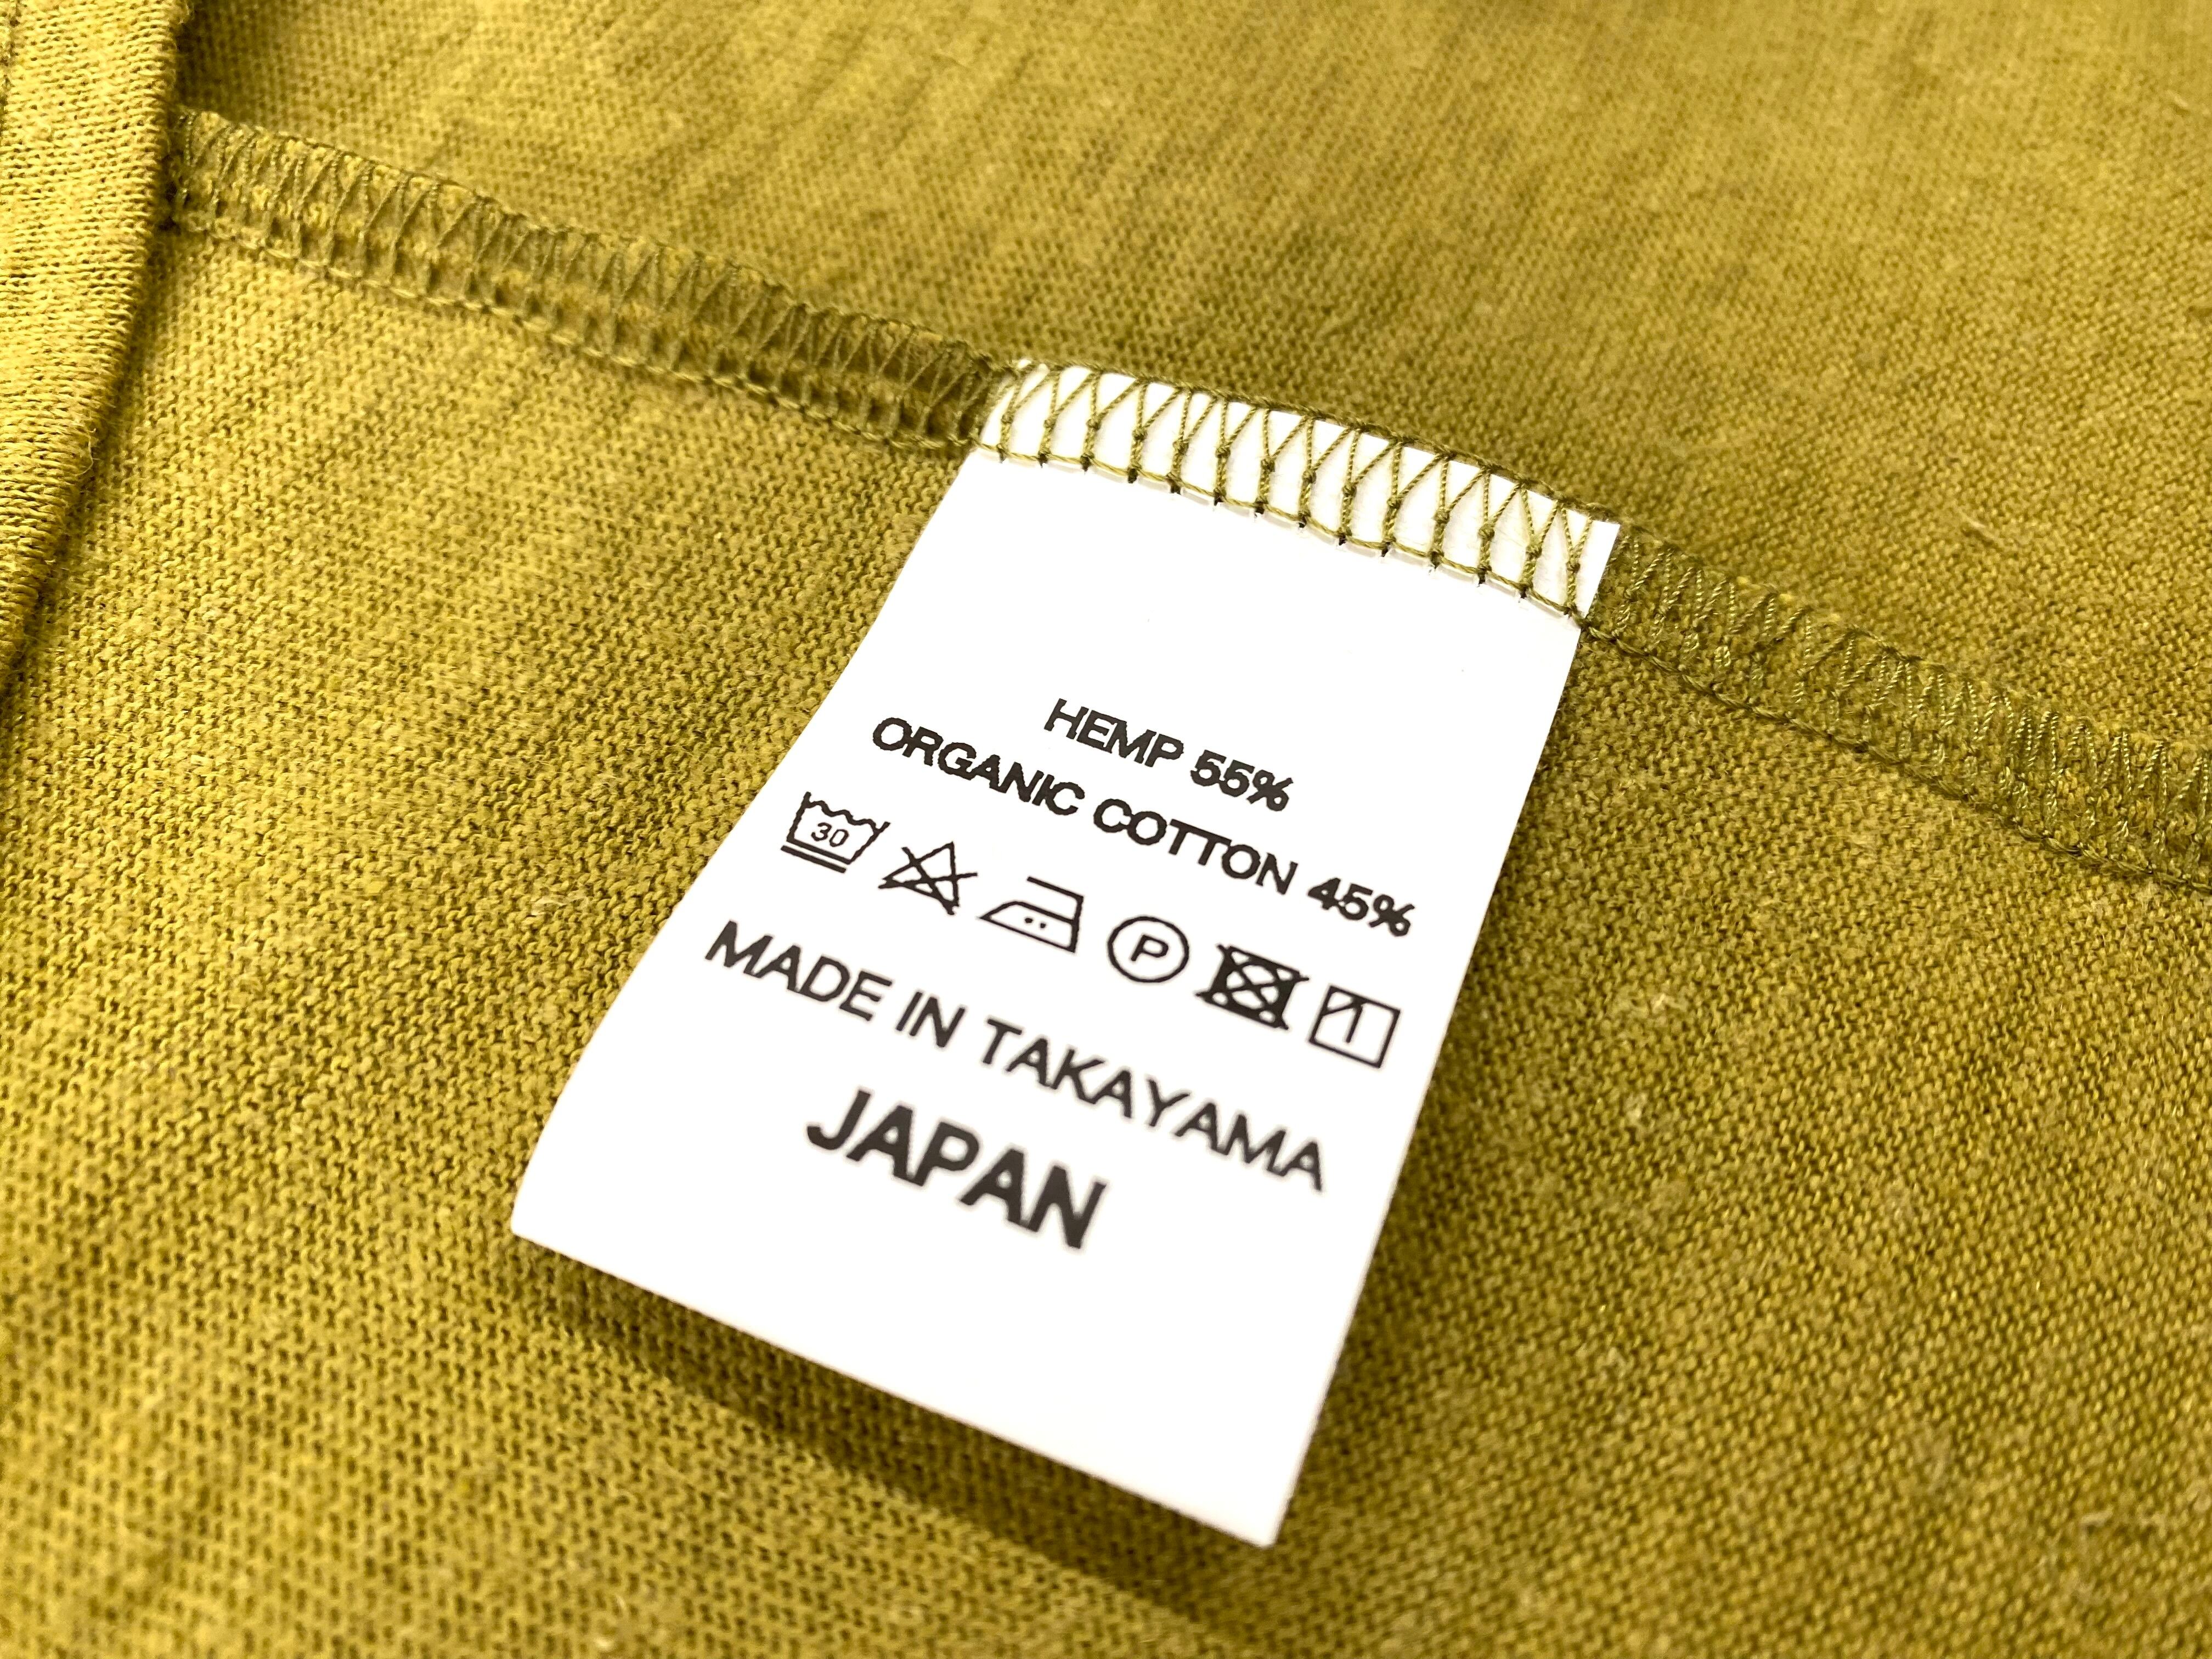 HEMP 55%
ORGANIC COTTON 45%
30 P
MADE IN TAKAYAMA
JAPAN